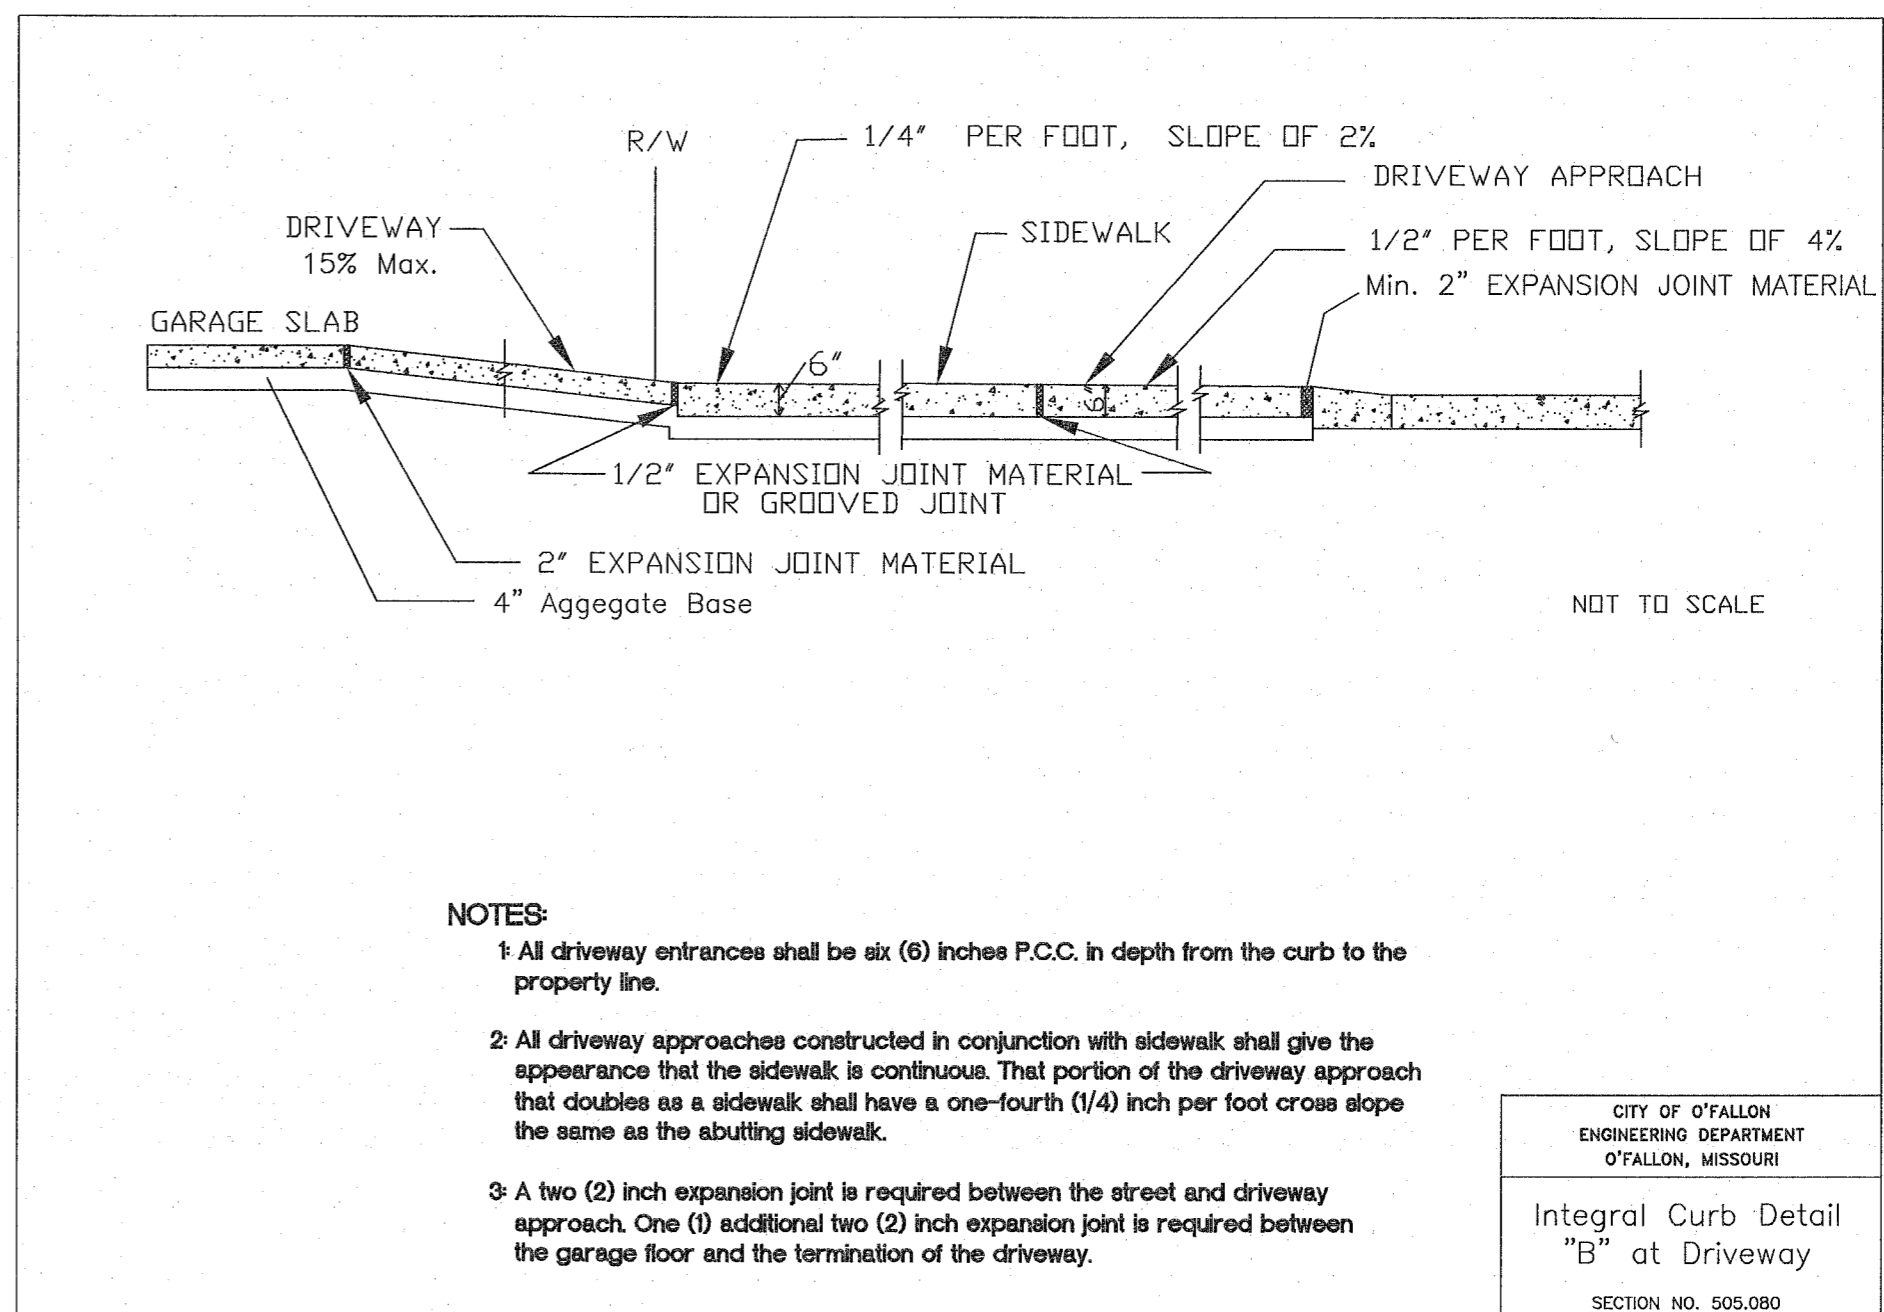 R/W
1/4" PER FOOT, SLOPE OF 2%
DRIVEWAY APPROACH
DRIVEWAY
15% Max.
SIDEWALK
1/2" PER FOOT, SLOPE OF 4%
Min. 2" EXPANSION JOINT MATERIAL
GARAGE SLAB
6"
6"
1/2" EXPANSION JOINT MATERIAL
OR GROOVED JOINT
2" EXPANSION JOINT MATERIAL
4" Aggegate Base
NOT TO SCALE
NOTES:
1: All driveway entrances shall be six (6) inches P.C.C. in depth from the curb to the
property line.
2: All driveway approaches constructed in conjunction with sidewalk shall give the
appearance that the sidewalk is continuous. That portion of the driveway approach
that doubles as a sidewalk shall have a one-fourth (1/4) inch per foot cross slope
the same as the abutting sidewalk.
3: A two (2) inch expansion joint is required between the street and driveway
approach. One (1) additional two (2) inch expansion joint is required between
the garage floor and the termination of the driveway.
CITY OF O'FALLON
ENGINEERING DEPARTMENT
O'FALLON, MISSOURI
Integral Curb Detail
"B" at Driveway
SECTION NO. 505.080